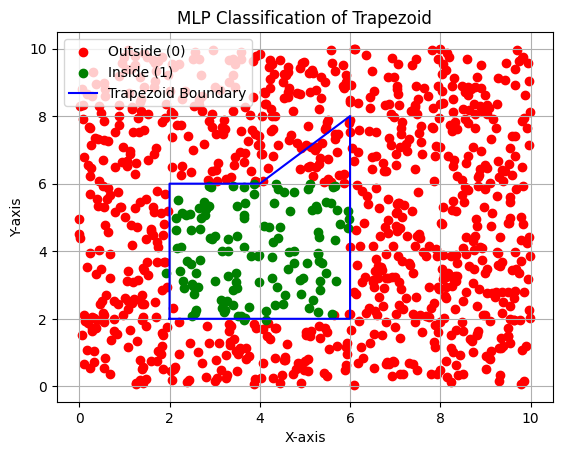 MLP Classification of Trapezoid
Outside (0)
Inside (1)
Trapezoid Boundary
Y-axis
10
8
6
4
2
0
0 2 4 6 8 10
X-axis